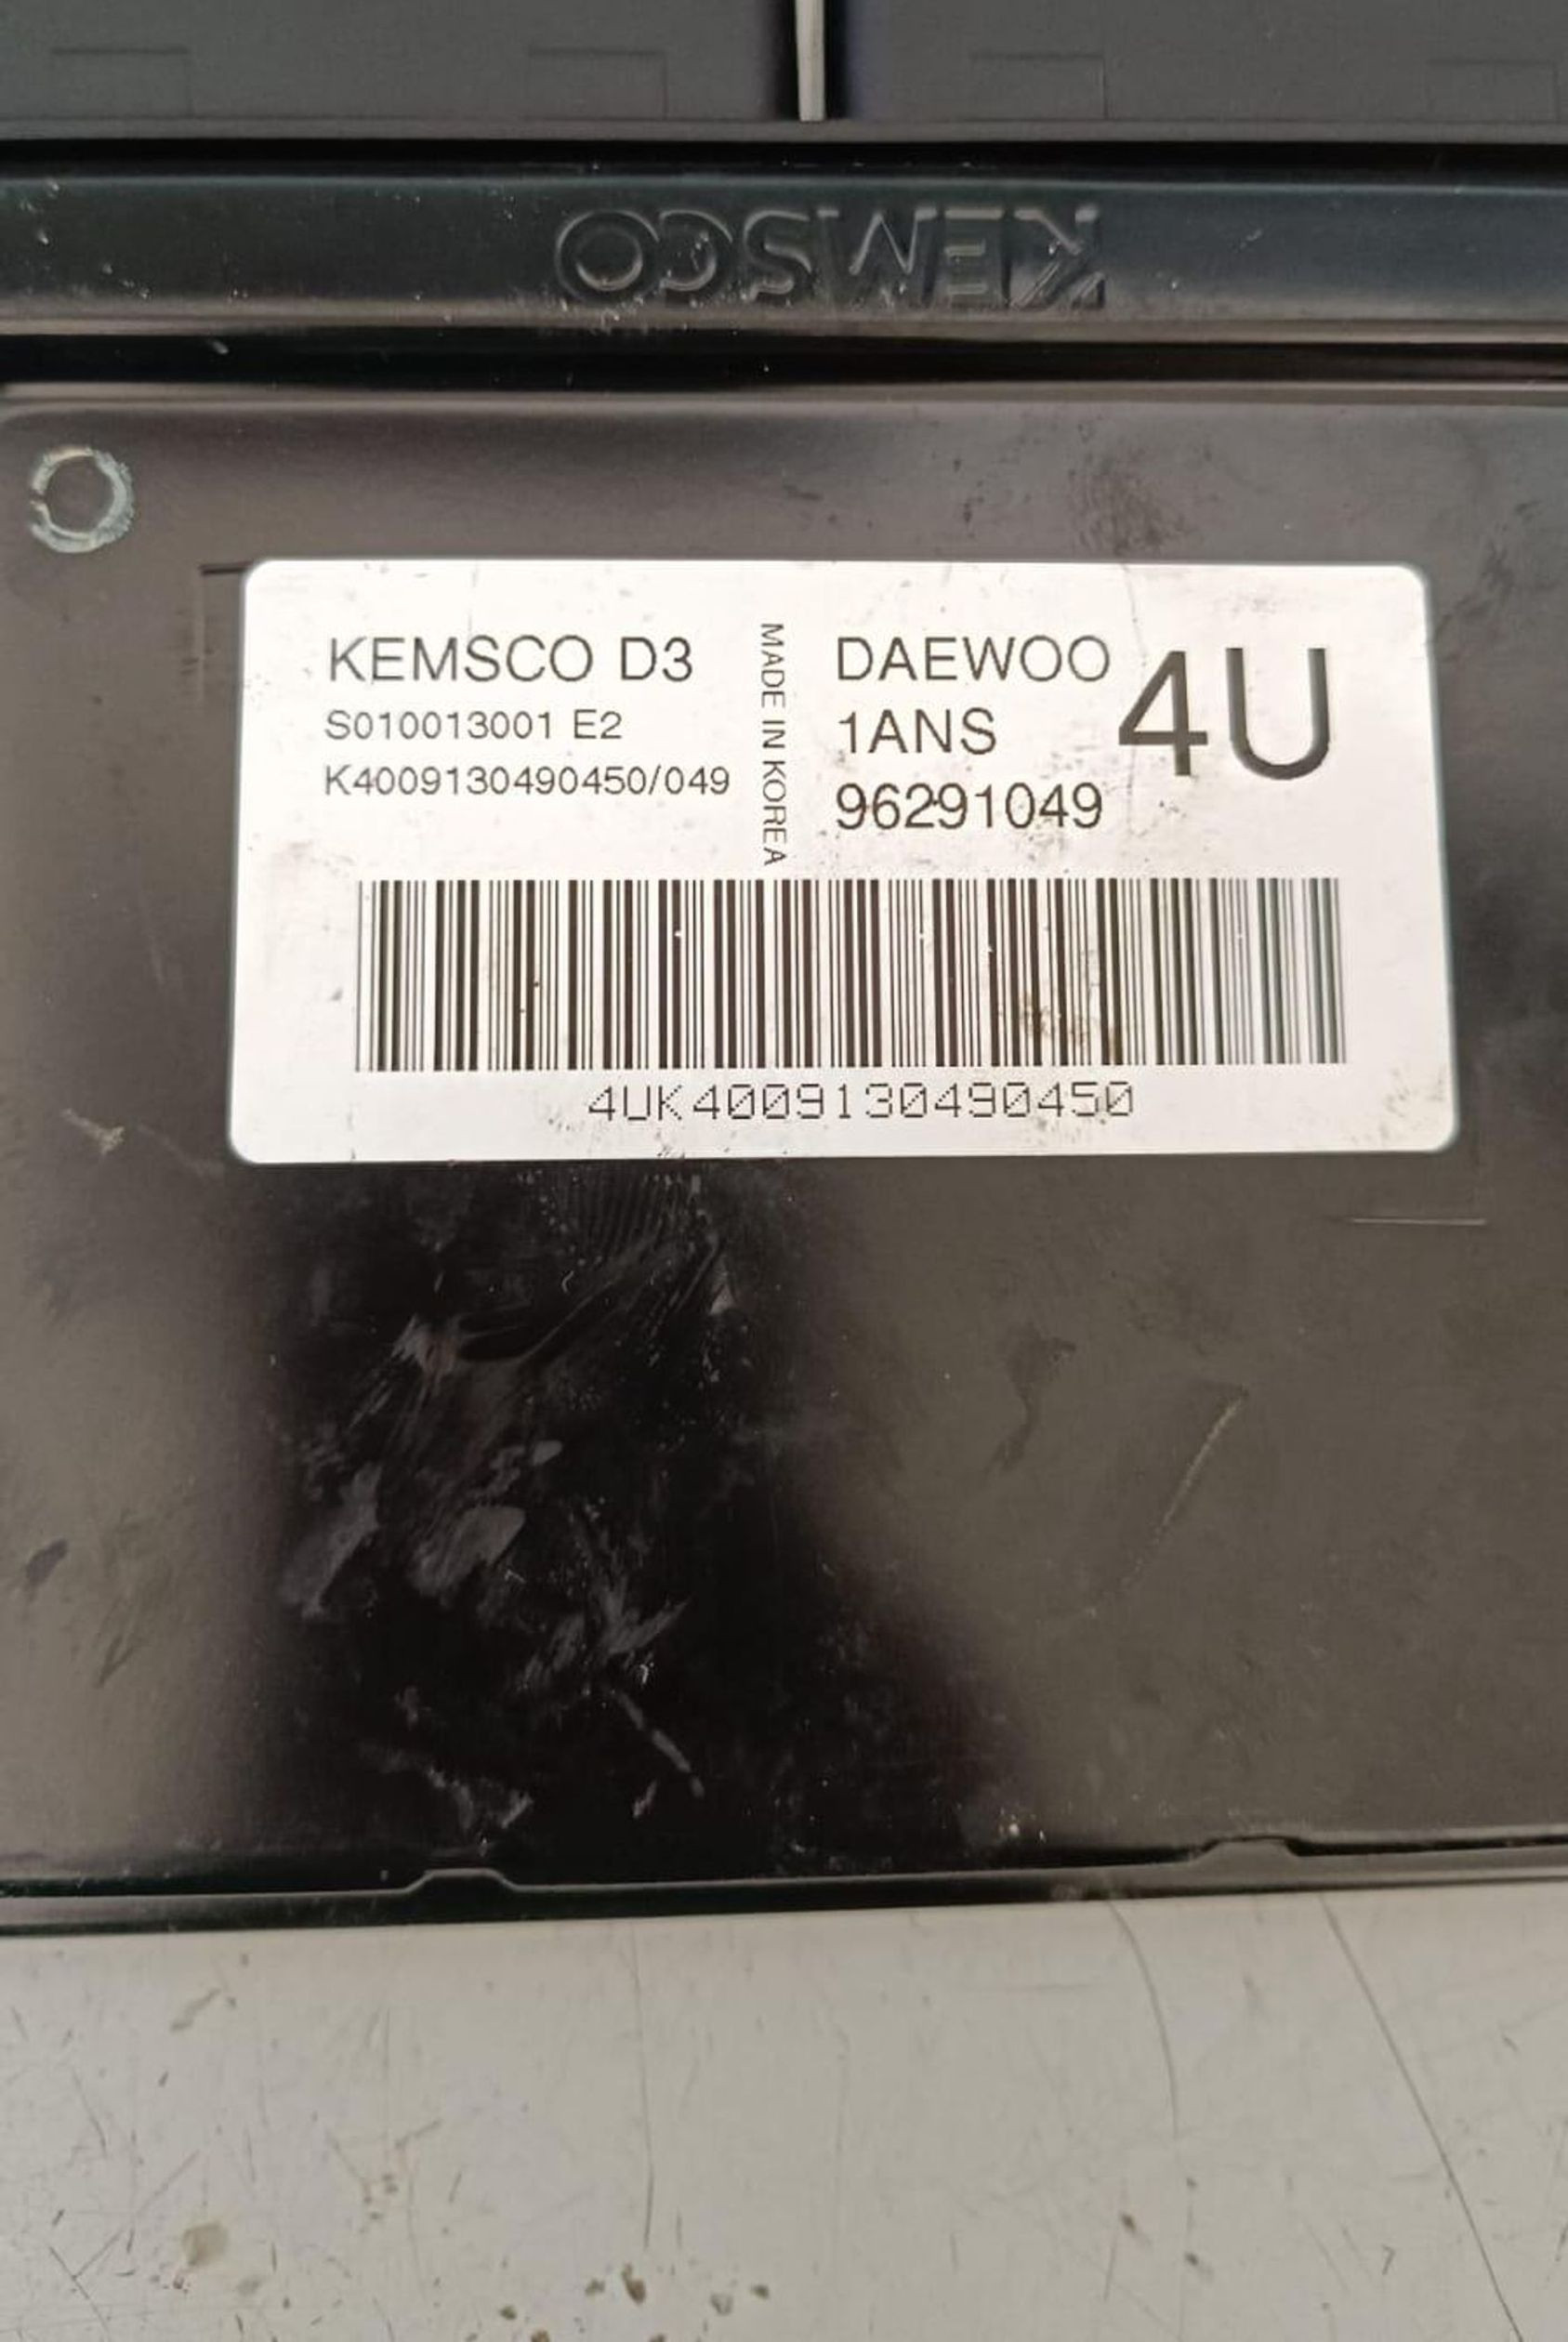 KEMSCO
KEMSCO D3
S010013001 E2
K4009130490450/049
MADE IN KOREA
DAEWOO
1ANS
96291049
4U
4UK4009130490450